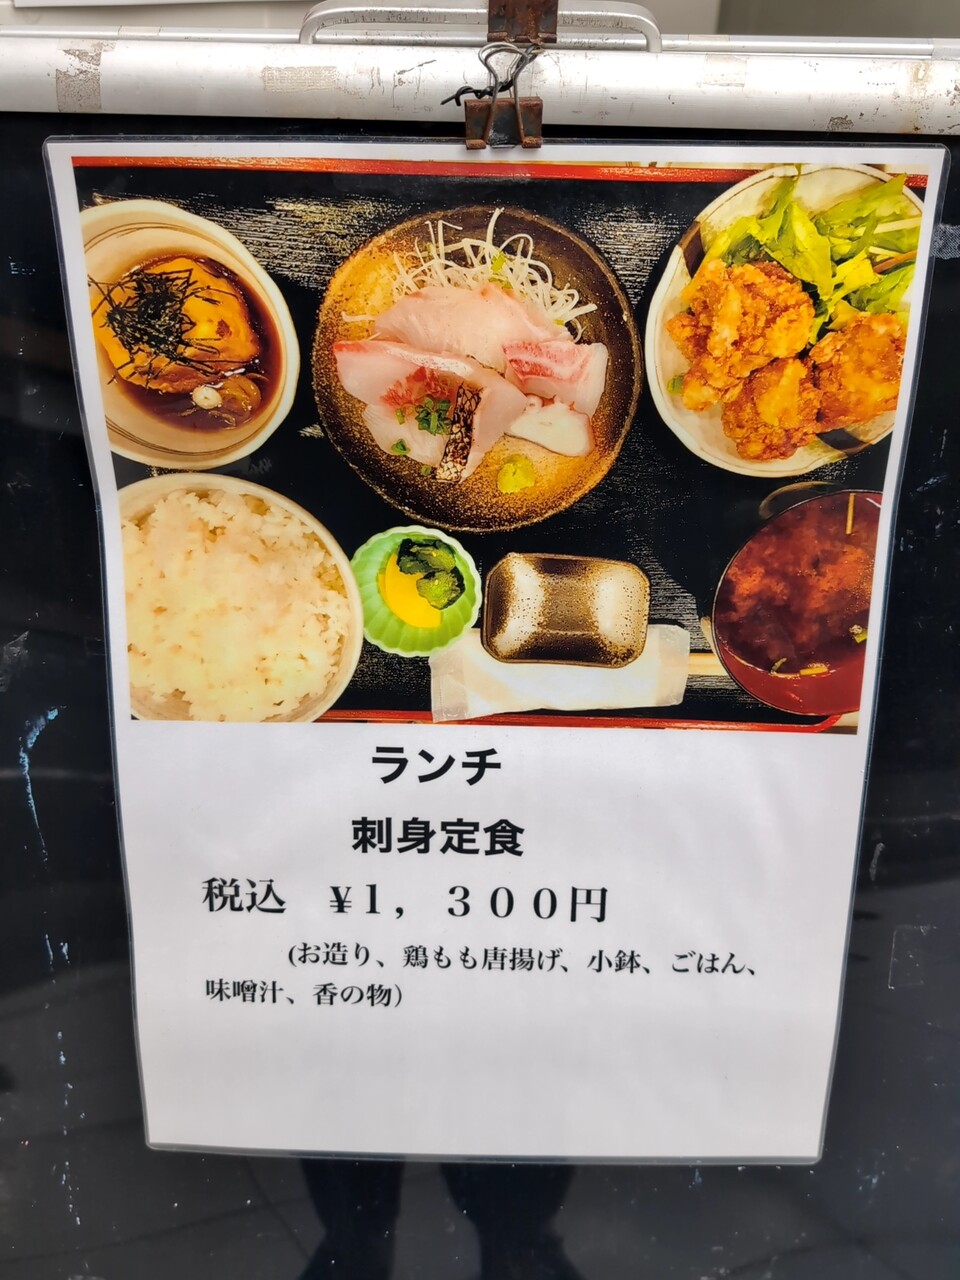 ランチ
刺身定食
税込　¥１，３００円
(お造り、鶏もも唐揚げ、小鉢、ごはん、
味噌汁、香の物）